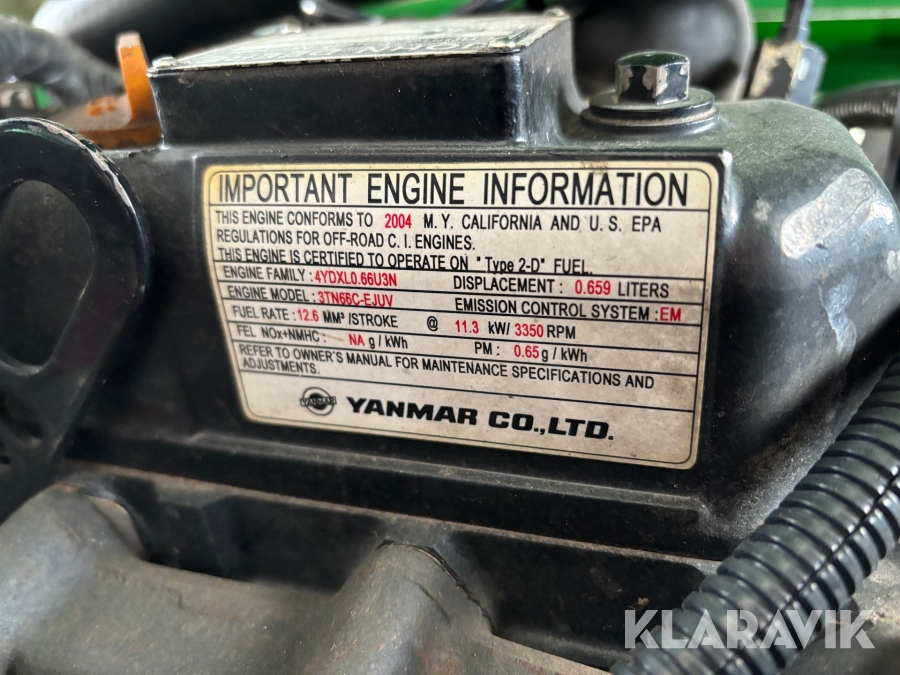 IMPORTANT ENGINE INFORMATION
THIS ENGINE CONFORMS TO 2004 M.Y. CALIFORNIA AND U.S. EPA
REGULATIONS FOR OFF-ROAD C.I. ENGINES.
THIS ENGINE IS CERTIFIED TO OPERATE ON "Type 2-D" FUEL.
ENGINE FAMILY : 4YDXL0.66U3N DISPLACEMENT : 0.659 LITERS
ENGINE MODEL : 3TN66C-EJUV EMISSION CONTROL SYSTEM : EM
FUEL RATE : 12.6 MM³/STROKE @ 11.3 kW/ 3350 RPM
FEL NOx+NMHC : NA g / kWh PM : 0.65 g / kWh
REFER TO OWNER'S MANUAL FOR MAINTENANCE SPECIFICATIONS AND
ADJUSTMENTS.
YANMAR YANMAR CO.,LTD.
KLARAVIK